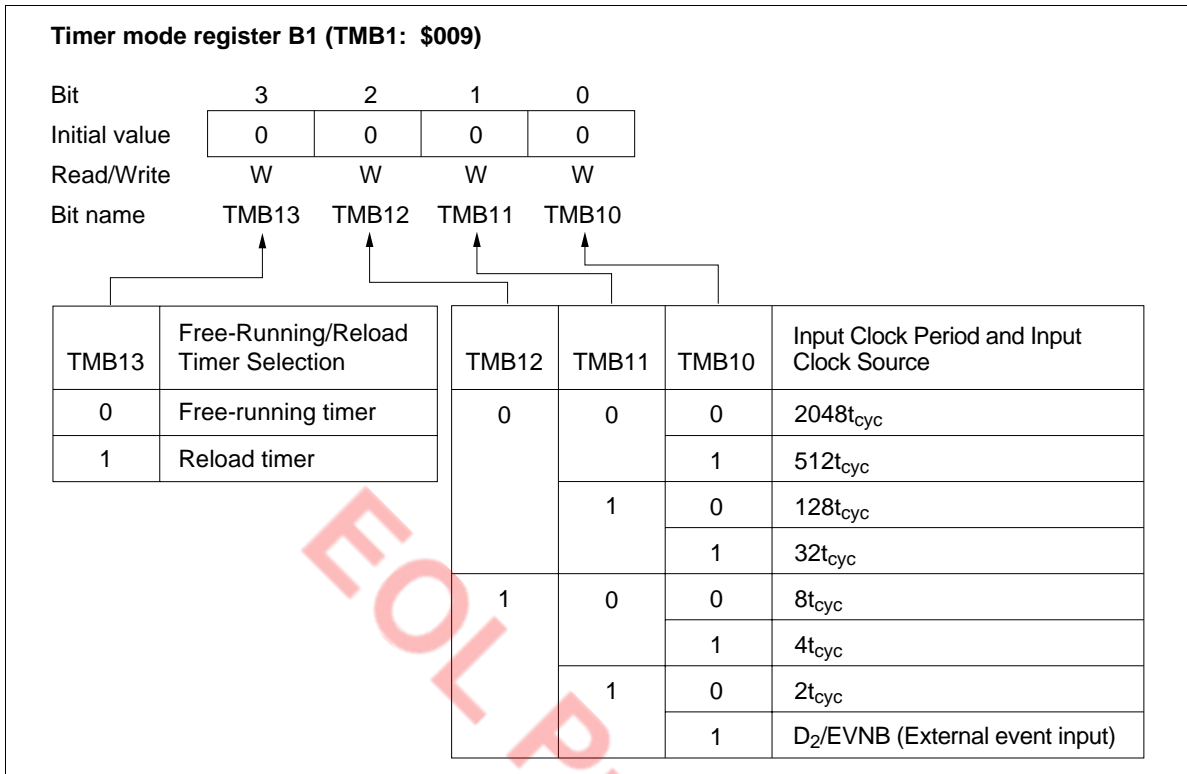 Timer mode register B1 (TMB1: $009)
Bit 3 2 1 0
Initial value 0 0 0 0
Read/Write W W W W
Bit name TMB13 TMB12 TMB11 TMB10
TMB13 Free-Running/Reload Timer Selection
0 Free-running timer
1 Reload timer
TMB12 TMB11 TMB10 Input Clock Period and Input Clock Source
0 0 0 2048tcyc
1 512tcyc
1 0 128tcyc
1 32tcyc
1 0 0 8tcyc
1 4tcyc
1 0 2tcyc
1 D2/EVNB (External event input)
EOL